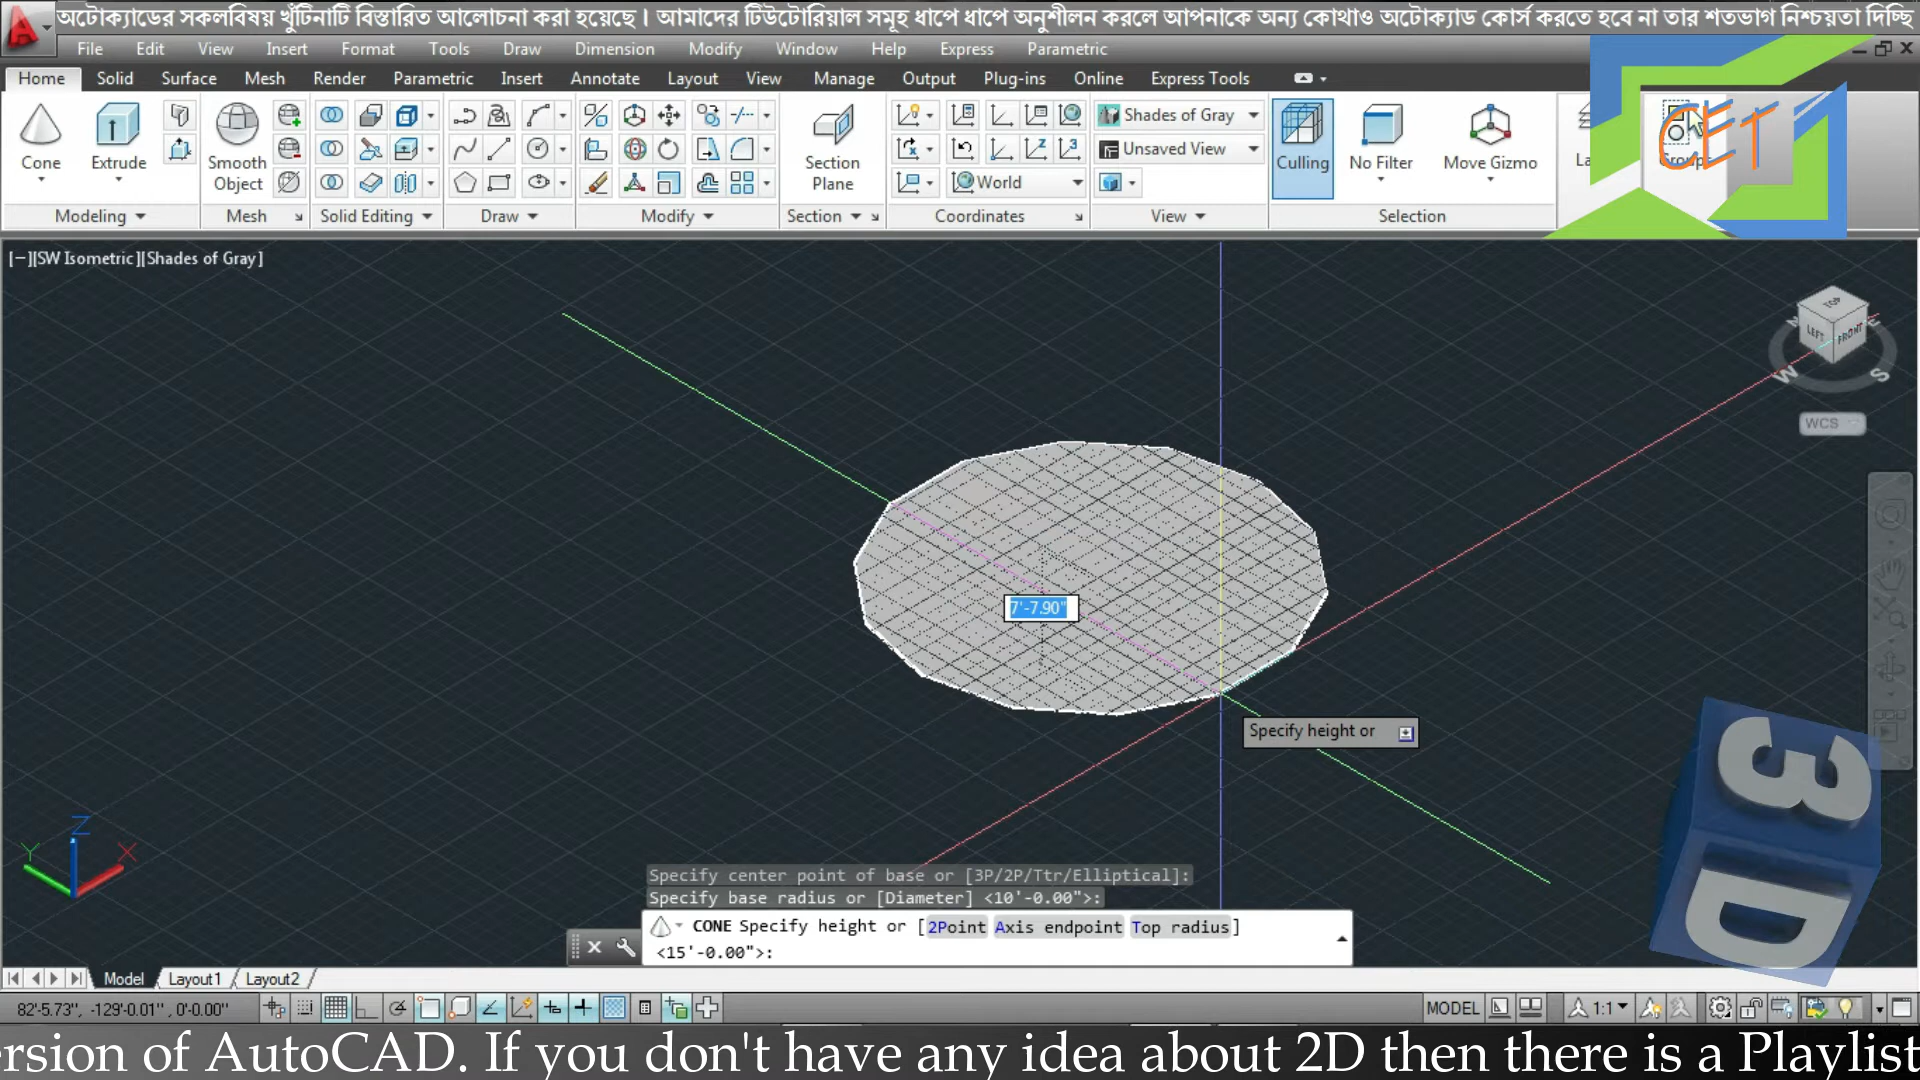 অটোক্যাডের সকলবিষয় খুঁটিনাটি বিস্তারিত আলোচনা করা হয়েছে। আমাদের টিউটোরিয়াল সমূহ ধাপে ধাপে অনুশীলন করলে আপনাকে অন্য কোথাও অটোক্যাড কোর্স করতে হবে না তার শতভাগ নিশ্চয়তা দিচ্ছি
File Edit View Insert Format Tools Draw Dimension Modify Window Help Express Parametric
Home Solid Surface Mesh Render Parametric Insert Annotate Layout View Manage Output Plug-ins Online Express Tools
Shades of Gray
Unsaved View
World
Cone Extrude Smooth Object Section Plane Culling No Filter Move Gizmo
CET
Modeling Mesh Solid Editing Draw Modify Section Coordinates View Selection
[−][SW Isometric][Shades of Gray]
TOP
LEFT FRONT
N E
W S
WCS
7'-7.90"
Specify height or
3D
Z
Y X
Specify center point of base or [3P/2P/Ttr/Elliptical]:
Specify base radius or [Diameter] <10'-0.00">:
CONE Specify height or [2Point Axis endpoint Top radius]
<15'-0.00">:
Model Layout1 Layout2
82'-5.73", -129'-0.01" , 0'-0.00"
MODEL 1:1
ersion of AutoCAD. If you don't have any idea about 2D then there is a Playlist